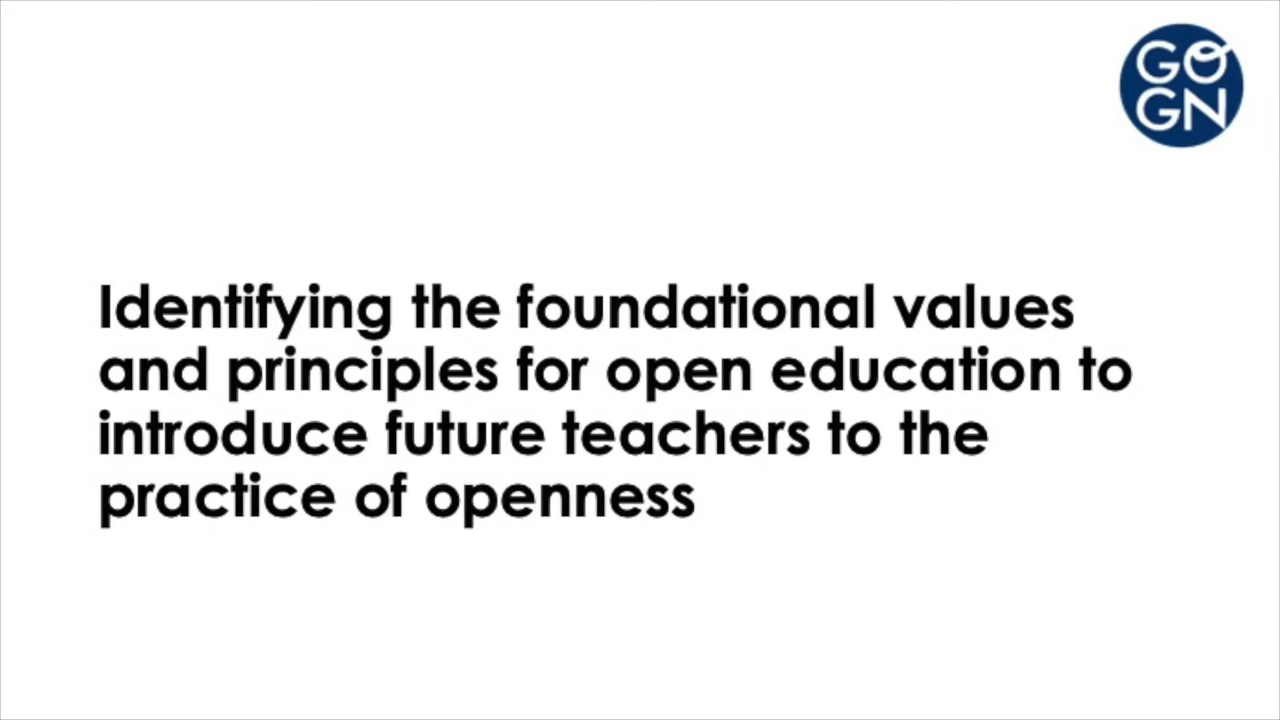 GO
GN
Identifying the foundational values
and principles for open education to
introduce future teachers to the
practice of openness